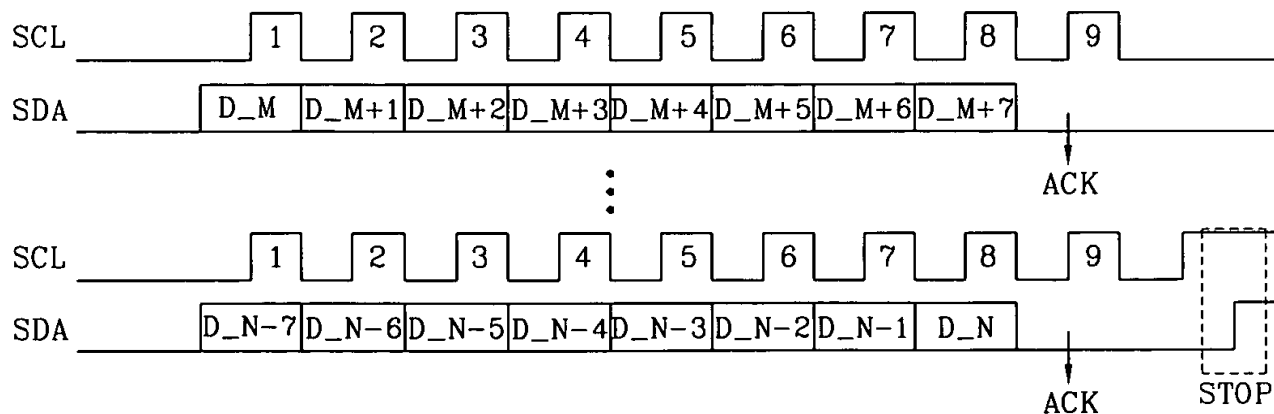 SCL 1 2 3 4 5 6 7 8 9
SDA D_M D_M+1 D_M+2 D_M+3 D_M+4 D_M+5 D_M+6 D_M+7
ACK
SCL 1 2 3 4 5 6 7 8 9
SDA D_N-7 D_N-6 D_N-5 D_N-4 D_N-3 D_N-2 D_N-1 D_N
ACK STOP